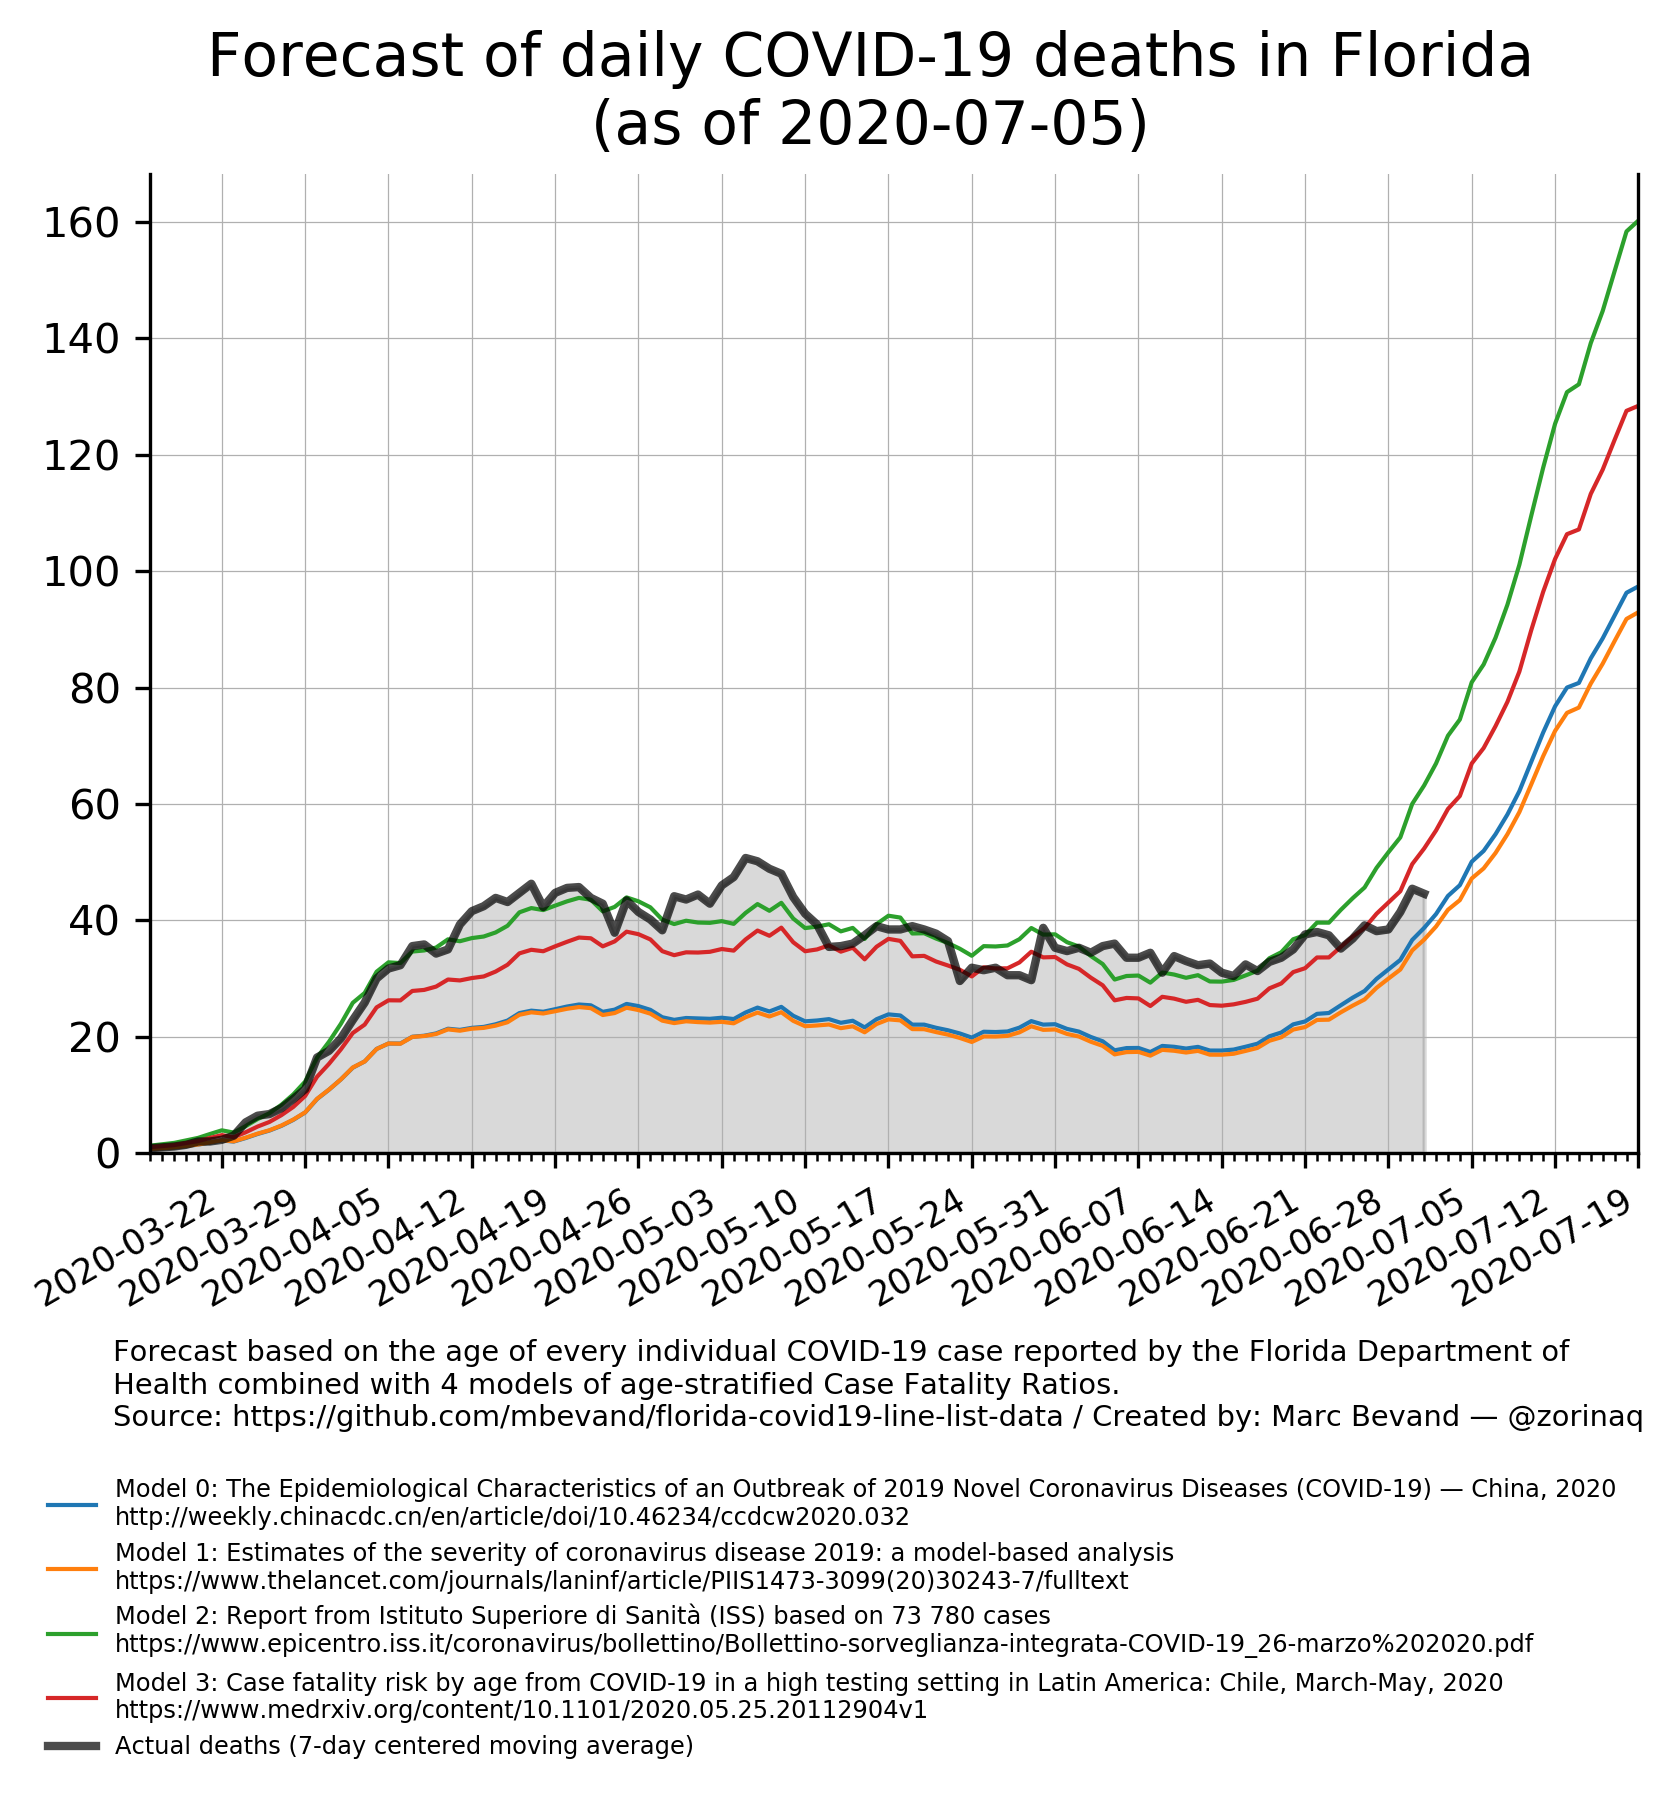 Forecast of daily COVID-19 deaths in Florida
(as of 2020-07-05)
160
140
120
100
80
60
40
20
0
2020-03-22
2020-03-29
2020-04-05
2020-04-12
2020-04-19
2020-04-26
2020-05-03
2020-05-10
2020-05-17
2020-05-24
2020-05-31
2020-06-07
2020-06-14
2020-06-21
2020-06-28
2020-07-05
2020-07-12
2020-07-19
Forecast based on the age of every individual COVID-19 case reported by the Florida Department of
Health combined with 4 models of age-stratified Case Fatality Ratios.
Source: https://github.com/mbevand/florida-covid19-line-list-data / Created by: Marc Bevand — @zorinaq
Model 0: The Epidemiological Characteristics of an Outbreak of 2019 Novel Coronavirus Diseases (COVID-19) — China, 2020
http://weekly.chinacdc.cn/en/article/doi/10.46234/ccdcw2020.032
Model 1: Estimates of the severity of coronavirus disease 2019: a model-based analysis
https://www.thelancet.com/journals/laninf/article/PIIS1473-3099(20)30243-7/fulltext
Model 2: Report from Istituto Superiore di Sanità (ISS) based on 73 780 cases
https://www.epicentro.iss.it/coronavirus/bollettino/Bollettino-sorveglianza-integrata-COVID-19_26-marzo%202020.pdf
Model 3: Case fatality risk by age from COVID-19 in a high testing setting in Latin America: Chile, March-May, 2020
https://www.medrxiv.org/content/10.1101/2020.05.25.20112904v1
Actual deaths (7-day centered moving average)